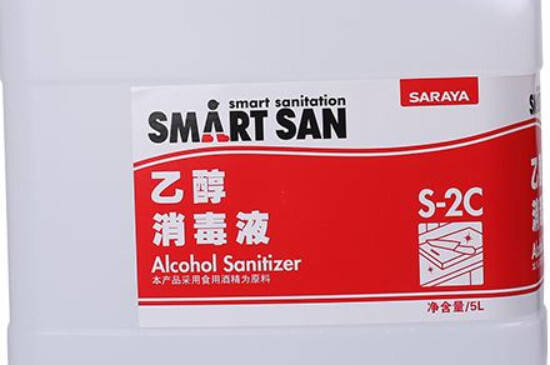 smart sanitation
SARAYA
SMART SAN
乙醇
消毒液
S-2C
Alcohol Sanitizer
本产品采用食用酒精为原料
净含量/5L